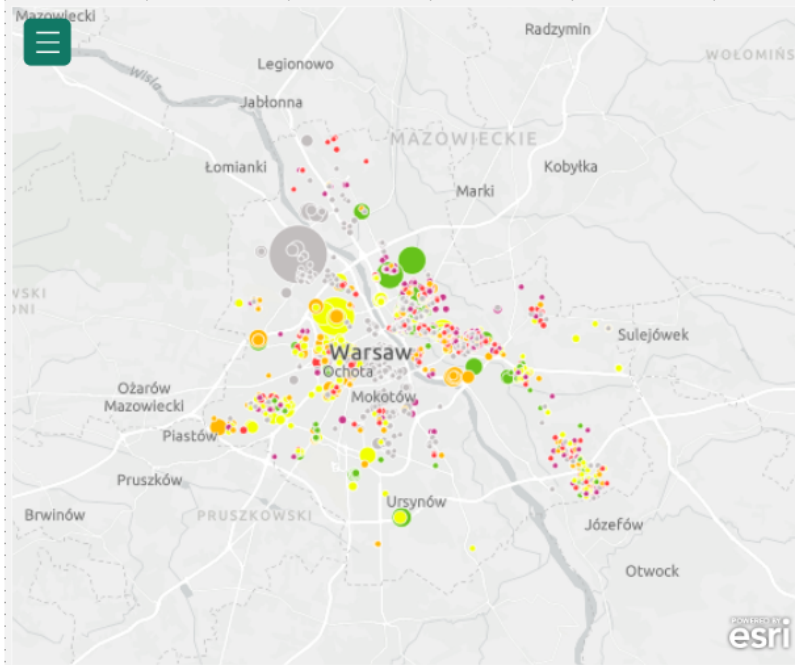 Mazowiecki
Radzymin
WOŁOMIŃS
Legionowo
Wisła
Jabłonna
MAZOWIECKIE
Łomianki
Kobyłka
Marki
WSKI
ONI
Sulejówek
Warsaw
Ochota
Ożarów
Mazowiecki
Mokotów
Piastów
Pruszków
Ursynów
Brwinów
PRUSZKOWSKI
Józefów
Otwock
POWERED BY
esri